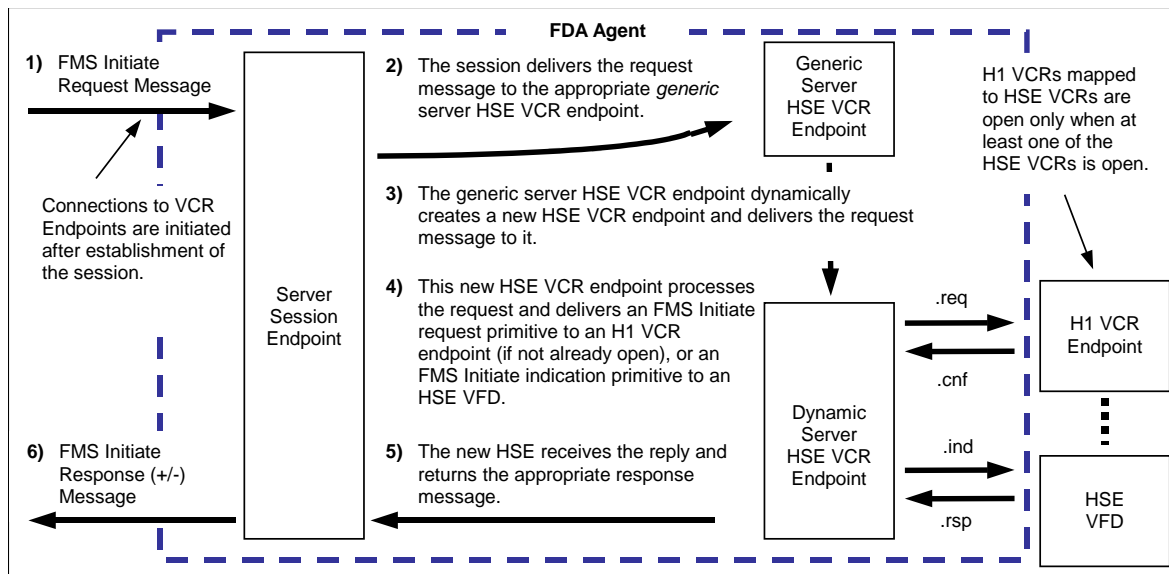 FDA Agent
1) FMS Initiate
Request Message
Connections to VCR
Endpoints are initiated
after establishment of
the session.
Server
Session
Endpoint
2) The session delivers the request
message to the appropriate generic
server HSE VCR endpoint.
Generic
Server
HSE VCR
Endpoint
H1 VCRs mapped
to HSE VCRs are
open only when at
least one of the
HSE VCRs is open.
3) The generic server HSE VCR endpoint dynamically
creates a new HSE VCR endpoint and delivers the request
message to it.
4) This new HSE VCR endpoint processes
the request and delivers an FMS Initiate
request primitive to an H1 VCR
endpoint (if not already open), or an
FMS Initiate indication primitive to an
HSE VFD.
Dynamic
Server
HSE VCR
Endpoint
.req
.cnf
H1 VCR
Endpoint
.ind
.rsp
HSE
VFD
5) The new HSE receives the reply and
returns the appropriate response
message.
6) FMS Initiate
Response (+/-)
Message